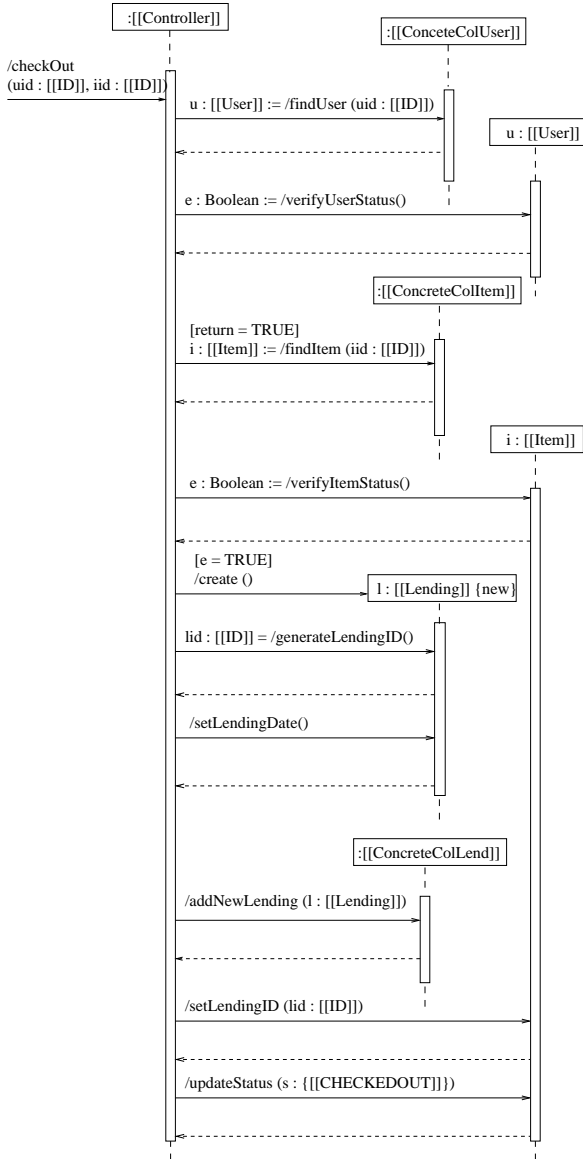 :[[Controller]]
:[[ConceteColUser]]
/checkOut
(uid : [[ID]], iid : [[ID]])
u : [[User]] := /findUser (uid : [[ID]])
u : [[User]]
e : Boolean := /verifyUserStatus()
:[[ConcreteColItem]]
[return = TRUE]
i : [[Item]] := /findItem (iid : [[ID]])
i : [[Item]]
e : Boolean := /verifyItemStatus()
[e = TRUE]
/create ()
l : [[Lending]] {new}
lid : [[ID]] = /generateLendingID()
/setLendingDate()
:[[ConcreteColLend]]
/addNewLending (l : [[Lending]])
/setLendingID (lid : [[ID]])
/updateStatus (s : {[[CHECKEDOUT]]})